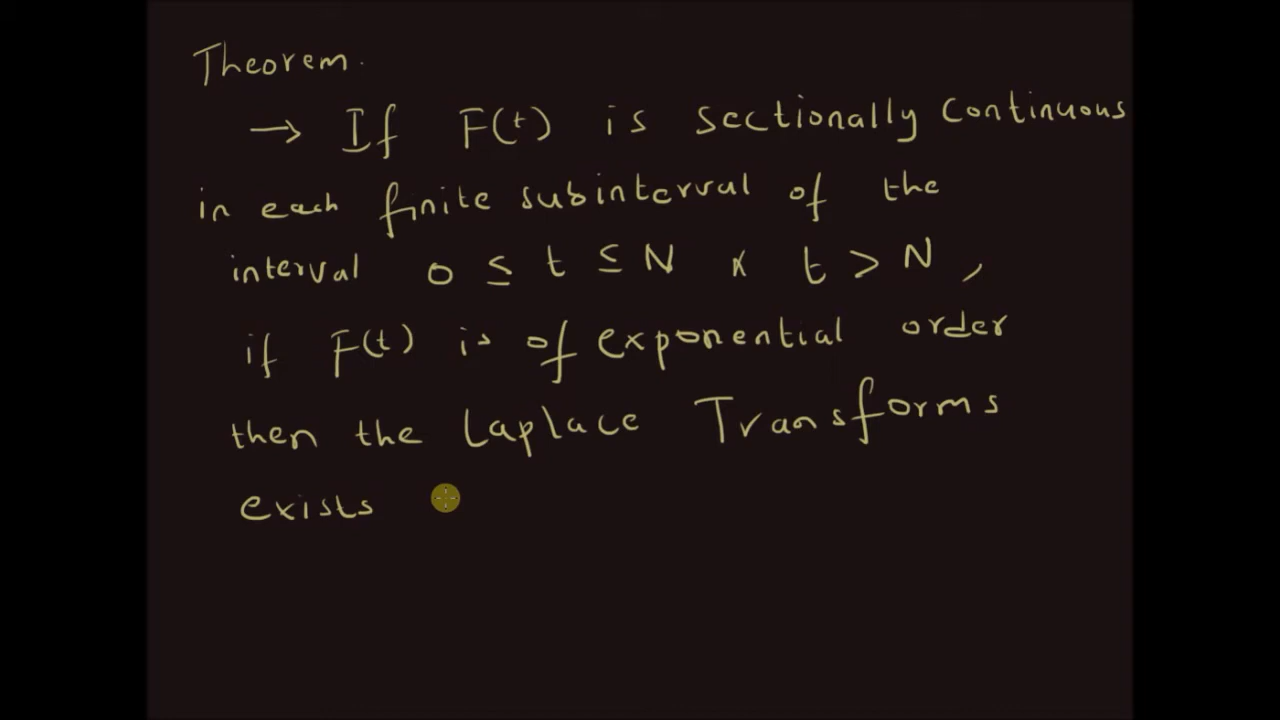 Theorem.
→ If F(t) is sectionally continuous
in each finite subinterval of the
interval 0 ≤ t ≤ N & t > N,
if F(t) is of exponential order
then the Laplace Transforms
exists